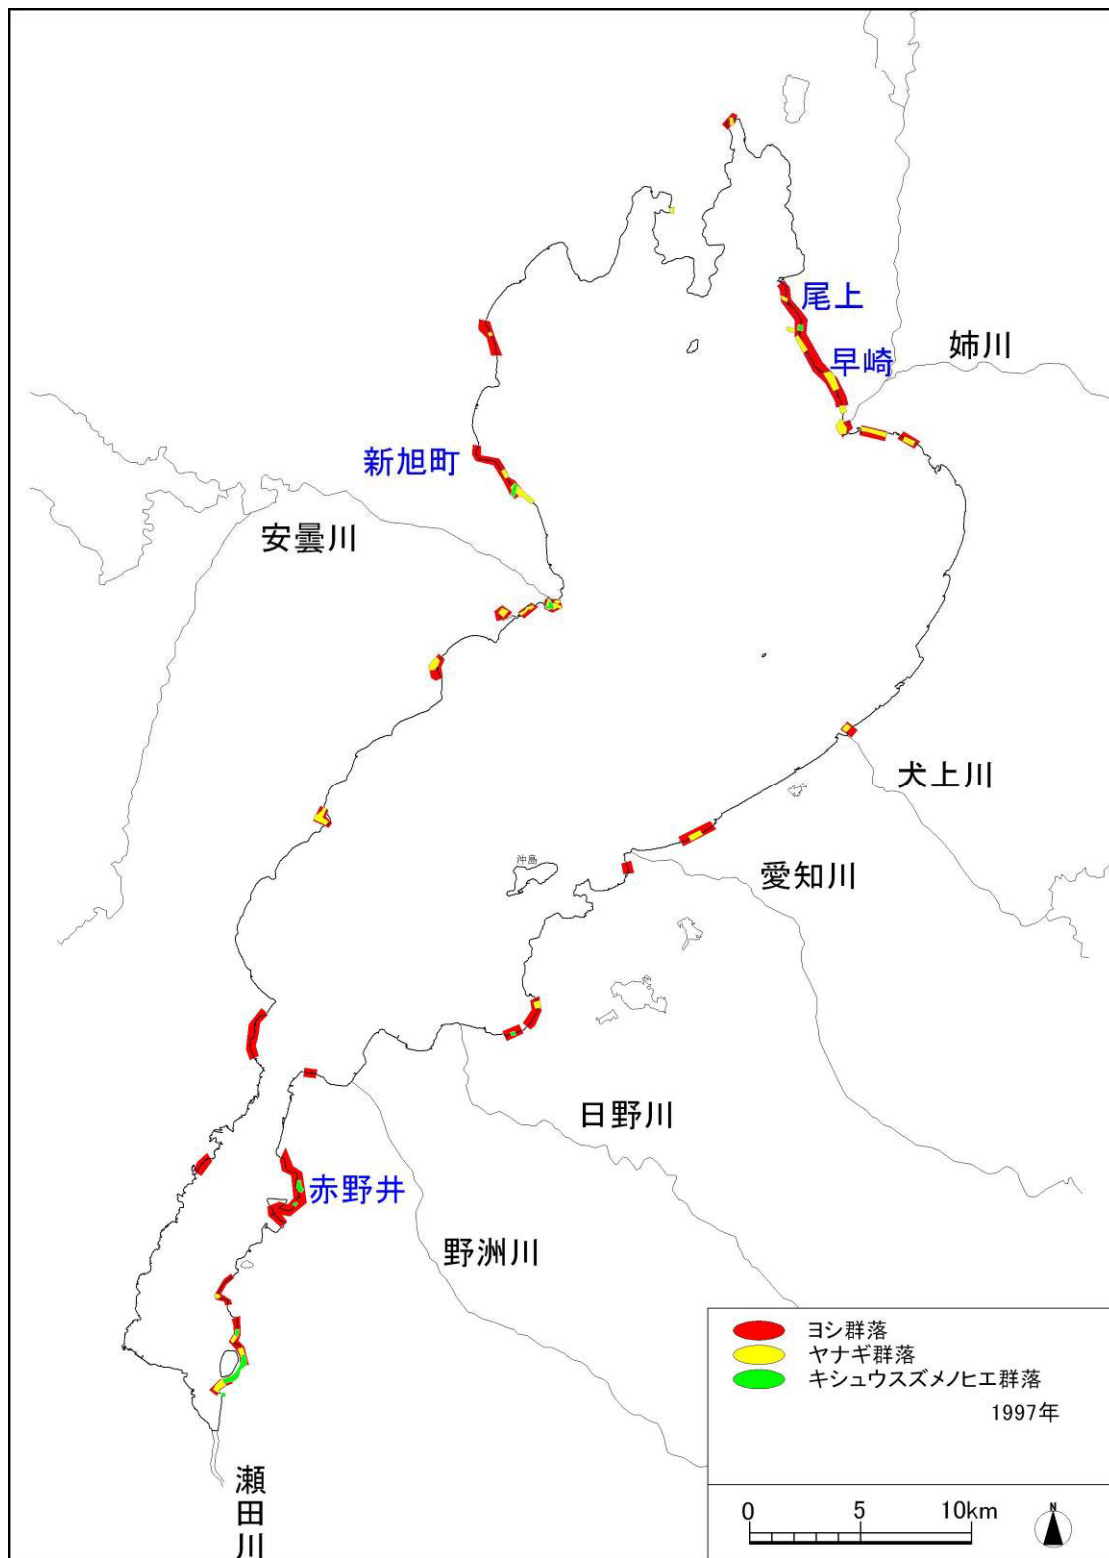 尾上
姉川
早崎
新旭町
安曇川
犬上川
沖島
愛知川
日野川
赤野井
野洲川
ヨシ群落
ヤナギ群落
キシュウスズメノヒエ群落
1997年
瀬田川
0 5 10km
N